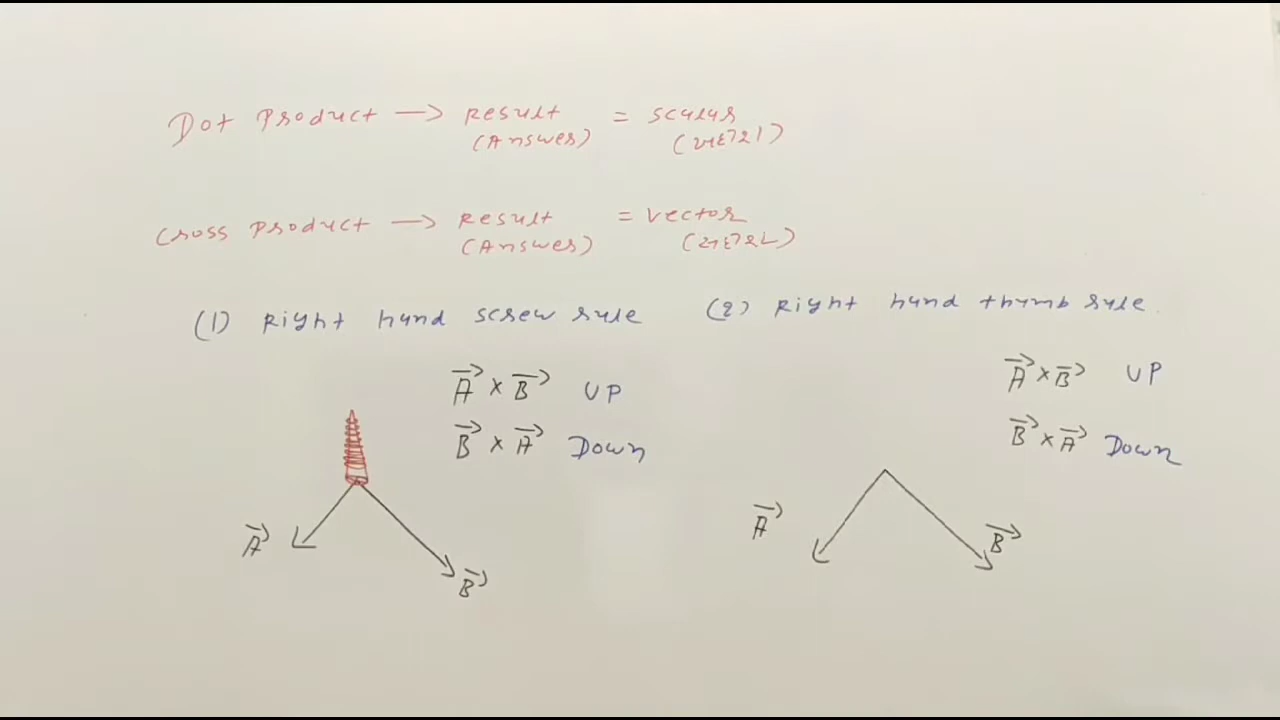 Dot Product → Result = Scalar
(Answer)
Cross Product → Result = Vector
(Answer)
(1) Right hand screw rule (2) Right hand thumb rule
A × B UP
B × A Down
A
B
A × B UP
B × A Down
A
B